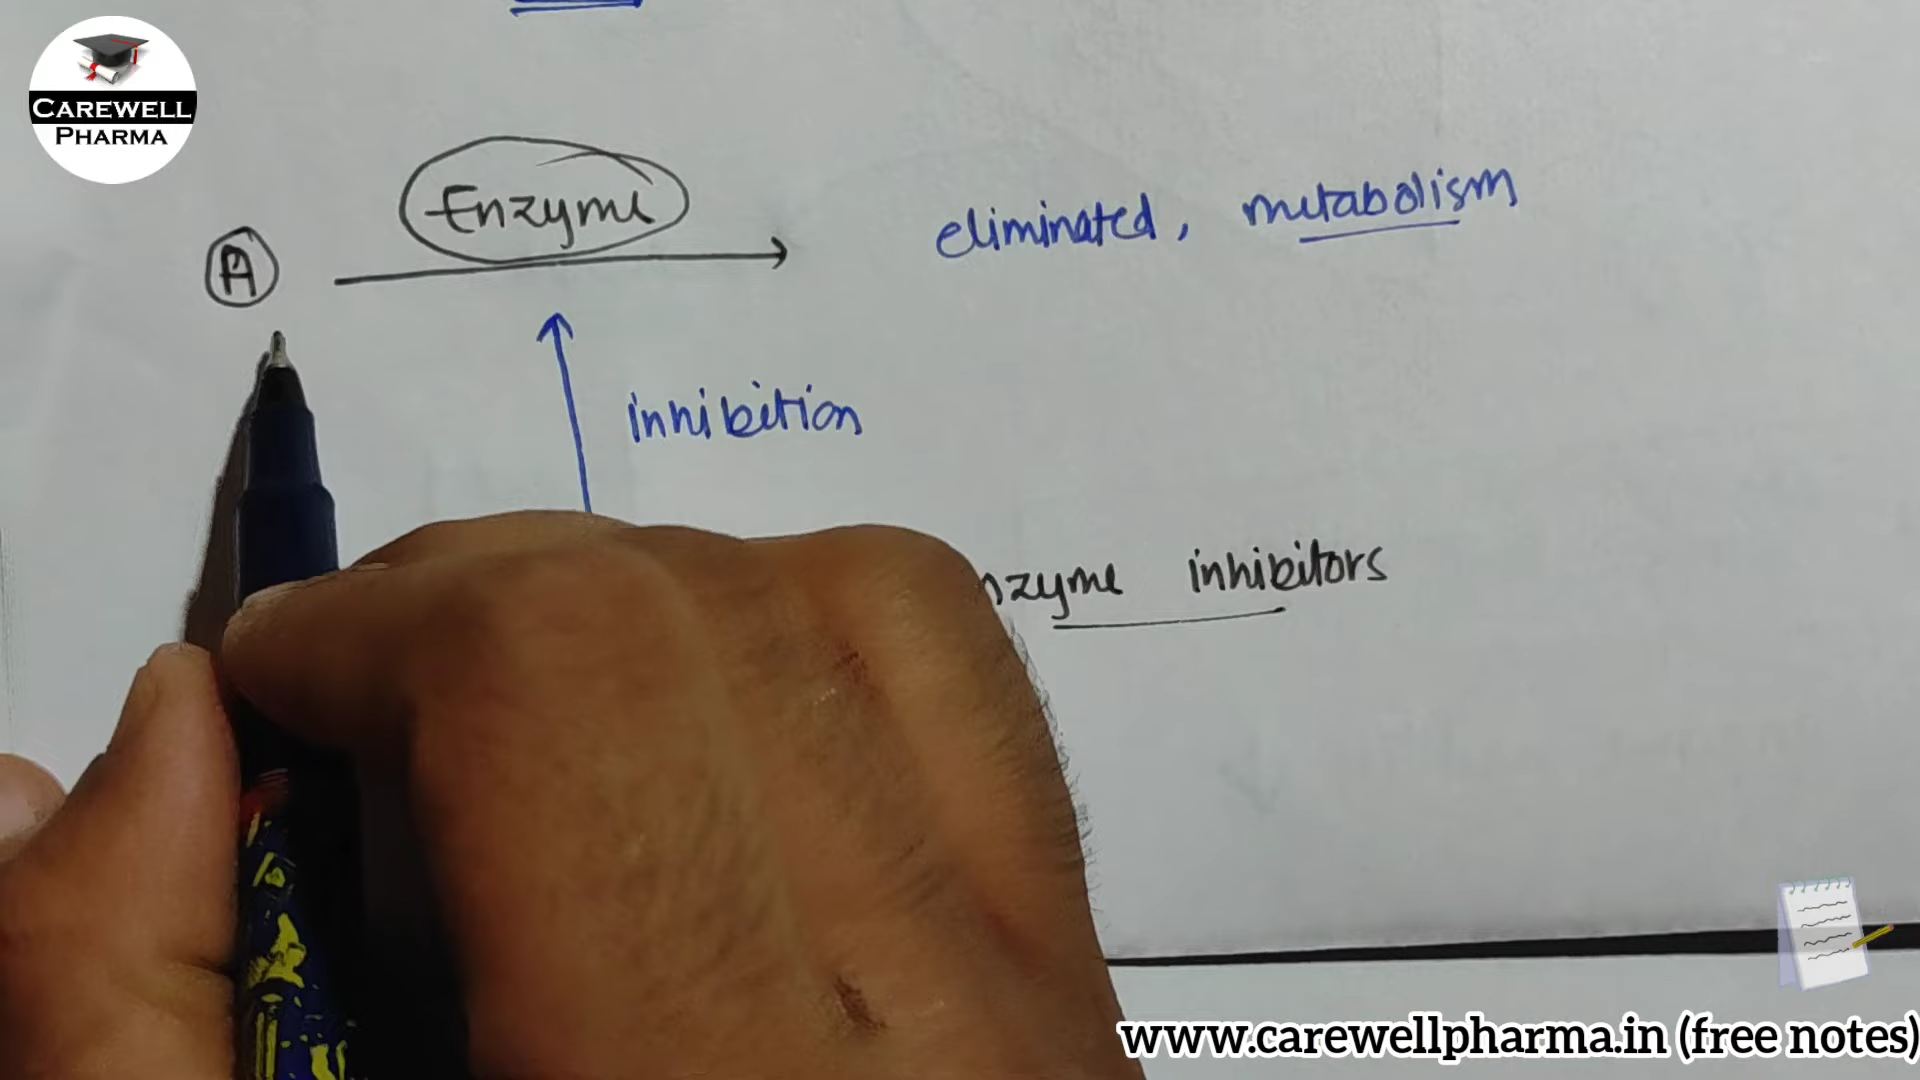 CAREWELL
PHARMA
Enzyme
A
eliminated, metabolism
inhibition
inhibitors
www.carewellpharma.in (free notes)